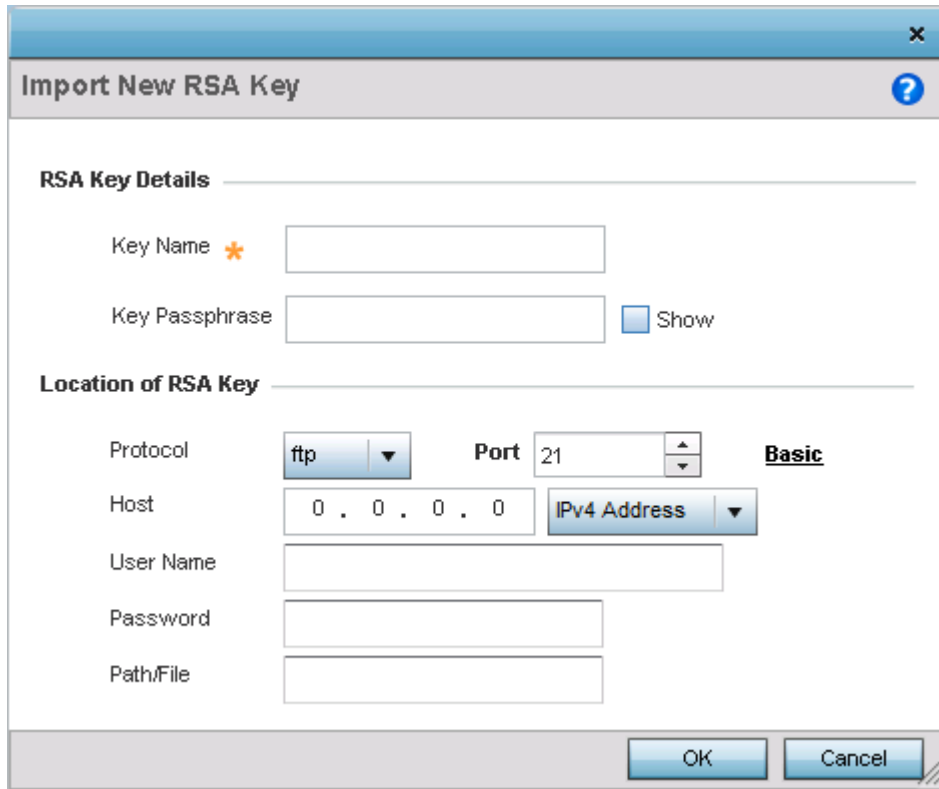 Import New RSA Key
RSA Key Details
Key Name *
Key Passphrase Show
Location of RSA Key
Protocol ftp Port 21 Basic
Host 0 . 0 . 0 . 0 IPv4 Address
User Name
Password
Path/File
OK Cancel